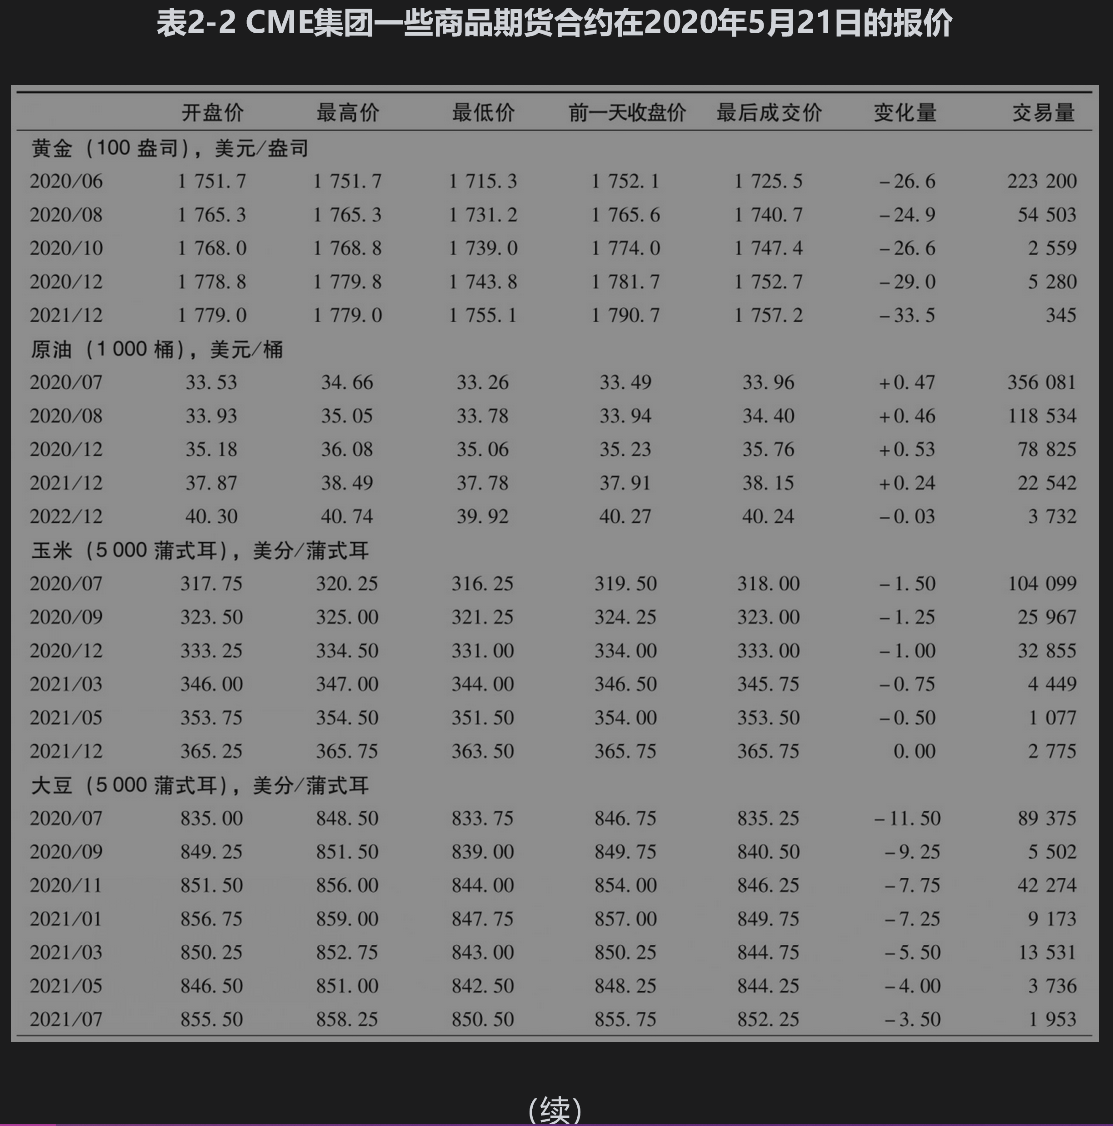 表2-2 CME集团一些商品期货合约在2020年5月21日的报价
开盘价 最高价 最低价 前一天收盘价 最后成交价 变化量 交易量
黄金（100 盎司），美元/盎司
2020/06 1 751.7 1 751.7 1 715.3 1 752.1 1 725.5 －26.6 223 200
2020/08 1 765.3 1 765.3 1 731.2 1 765.6 1 740.7 －24.9 54 503
2020/10 1 768.0 1 768.8 1 739.0 1 774.0 1 747.4 －26.6 2 559
2020/12 1 778.8 1 779.8 1 743.8 1 781.7 1 752.7 －29.0 5 280
2021/12 1 779.0 1 779.0 1 755.1 1 790.7 1 757.2 －33.5 345
原油（1 000 桶），美元/桶
2020/07 33.53 34.66 33.26 33.49 33.96 +0.47 356 081
2020/08 33.93 35.05 33.78 33.94 34.40 +0.46 118 534
2020/12 35.18 36.08 35.06 35.23 35.76 +0.53 78 825
2021/12 37.87 38.49 37.78 37.91 38.15 +0.24 22 542
2022/12 40.30 40.74 39.92 40.27 40.24 －0.03 3 732
玉米（5 000 蒲式耳），美分/蒲式耳
2020/07 317.75 320.25 316.25 319.50 318.00 －1.50 104 099
2020/09 323.50 325.00 321.25 324.25 323.00 －1.25 25 967
2020/12 333.25 334.50 331.00 334.00 333.00 －1.00 32 855
2021/03 346.00 347.00 344.00 346.50 345.75 －0.75 4 449
2021/05 353.75 354.50 351.50 354.00 353.50 －0.50 1 077
2021/12 365.25 365.75 363.50 365.75 365.75 0.00 2 775
大豆（5 000 蒲式耳），美分/蒲式耳
2020/07 835.00 848.50 833.75 846.75 835.25 －11.50 89 375
2020/09 849.25 851.50 839.00 849.75 840.50 －9.25 5 502
2020/11 851.50 856.00 844.00 854.00 846.25 －7.75 42 274
2021/01 856.75 859.00 847.75 857.00 849.75 －7.25 9 173
2021/03 850.25 852.75 843.00 850.25 844.75 －5.50 13 531
2021/05 846.50 851.00 842.50 848.25 844.25 －4.00 3 736
2021/07 855.50 858.25 850.50 855.75 852.25 －3.50 1 953
（续）